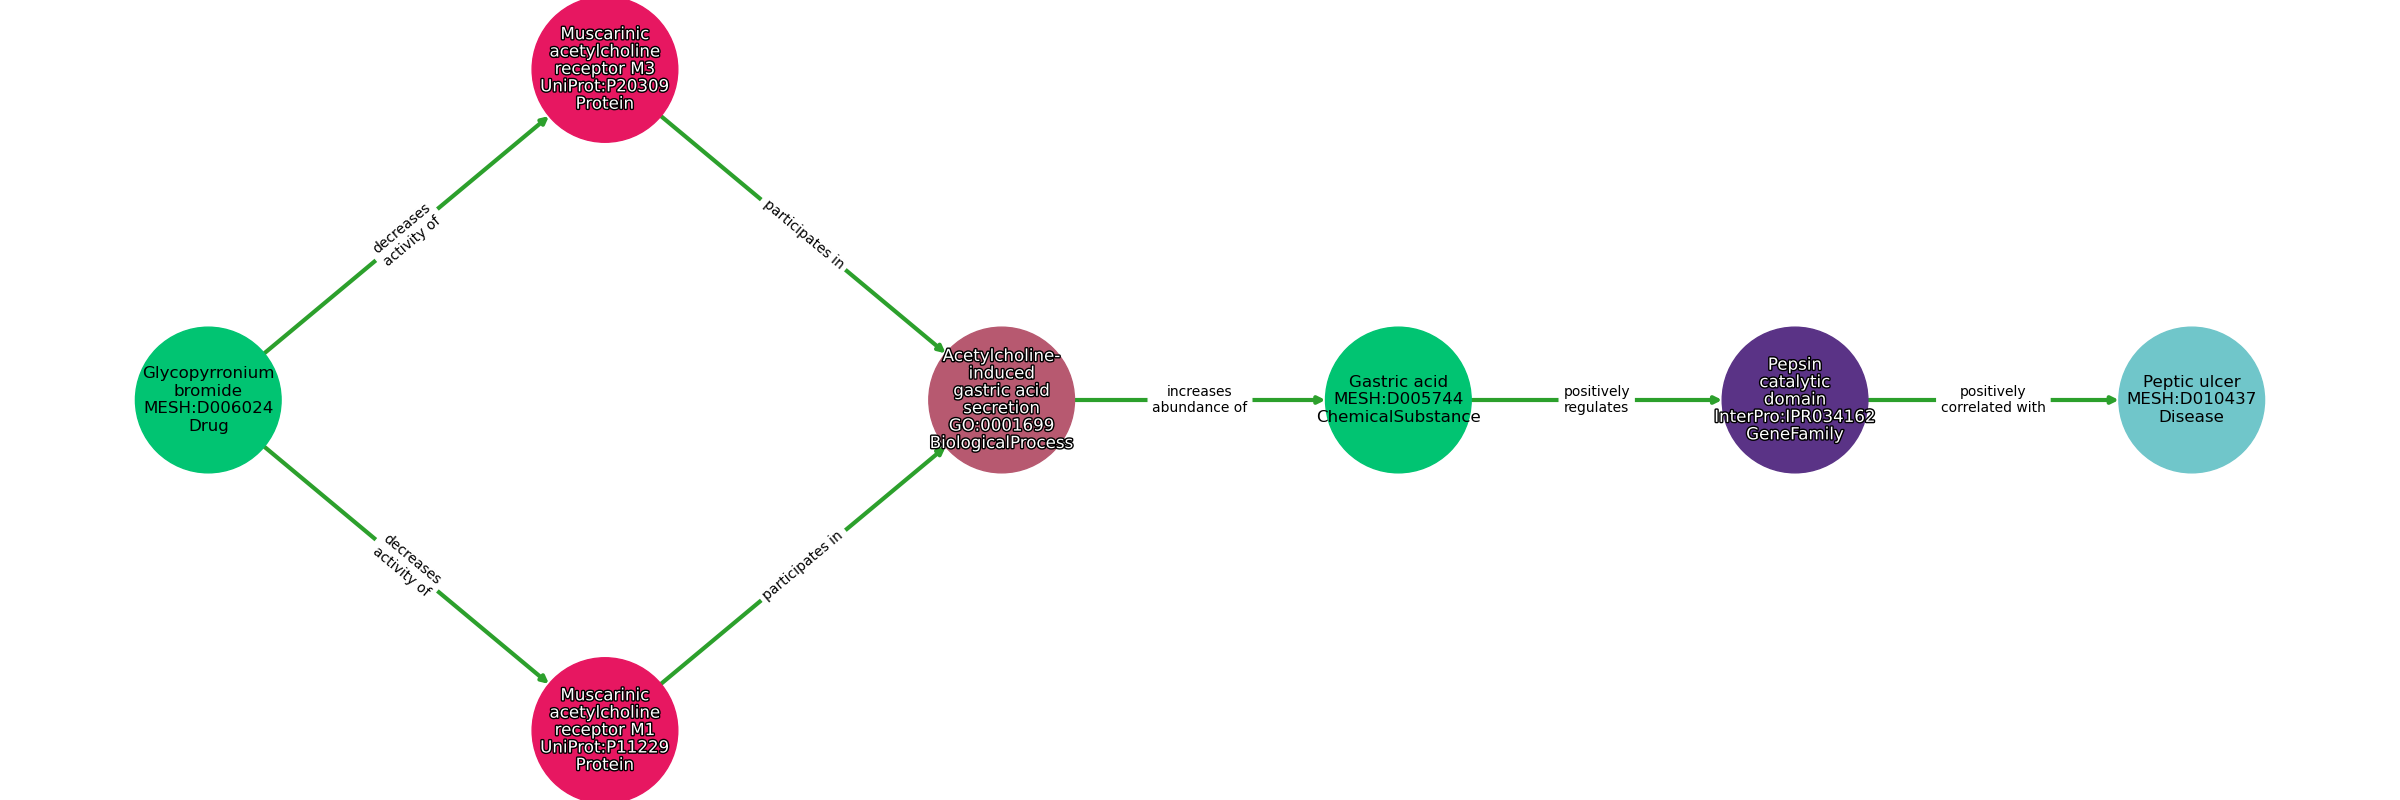 Muscarinic
acetylcholine
receptor M3
UniProt:P20309
Protein
decreases
activity of
participates in
Glycopyrronium
bromide
MESH:D006024
Drug
Acetylcholine-
induced
gastric acid
secretion
GO:0001699
BiologicalProcess
increases
abundance of
Gastric acid
MESH:D005744
ChemicalSubstance
positively
regulates
Pepsin
catalytic
domain
InterPro:IPR034162
GeneFamily
positively
correlated with
Peptic ulcer
MESH:D010437
Disease
decreases
activity of
participates in
Muscarinic
acetylcholine
receptor M1
UniProt:P11229
Protein